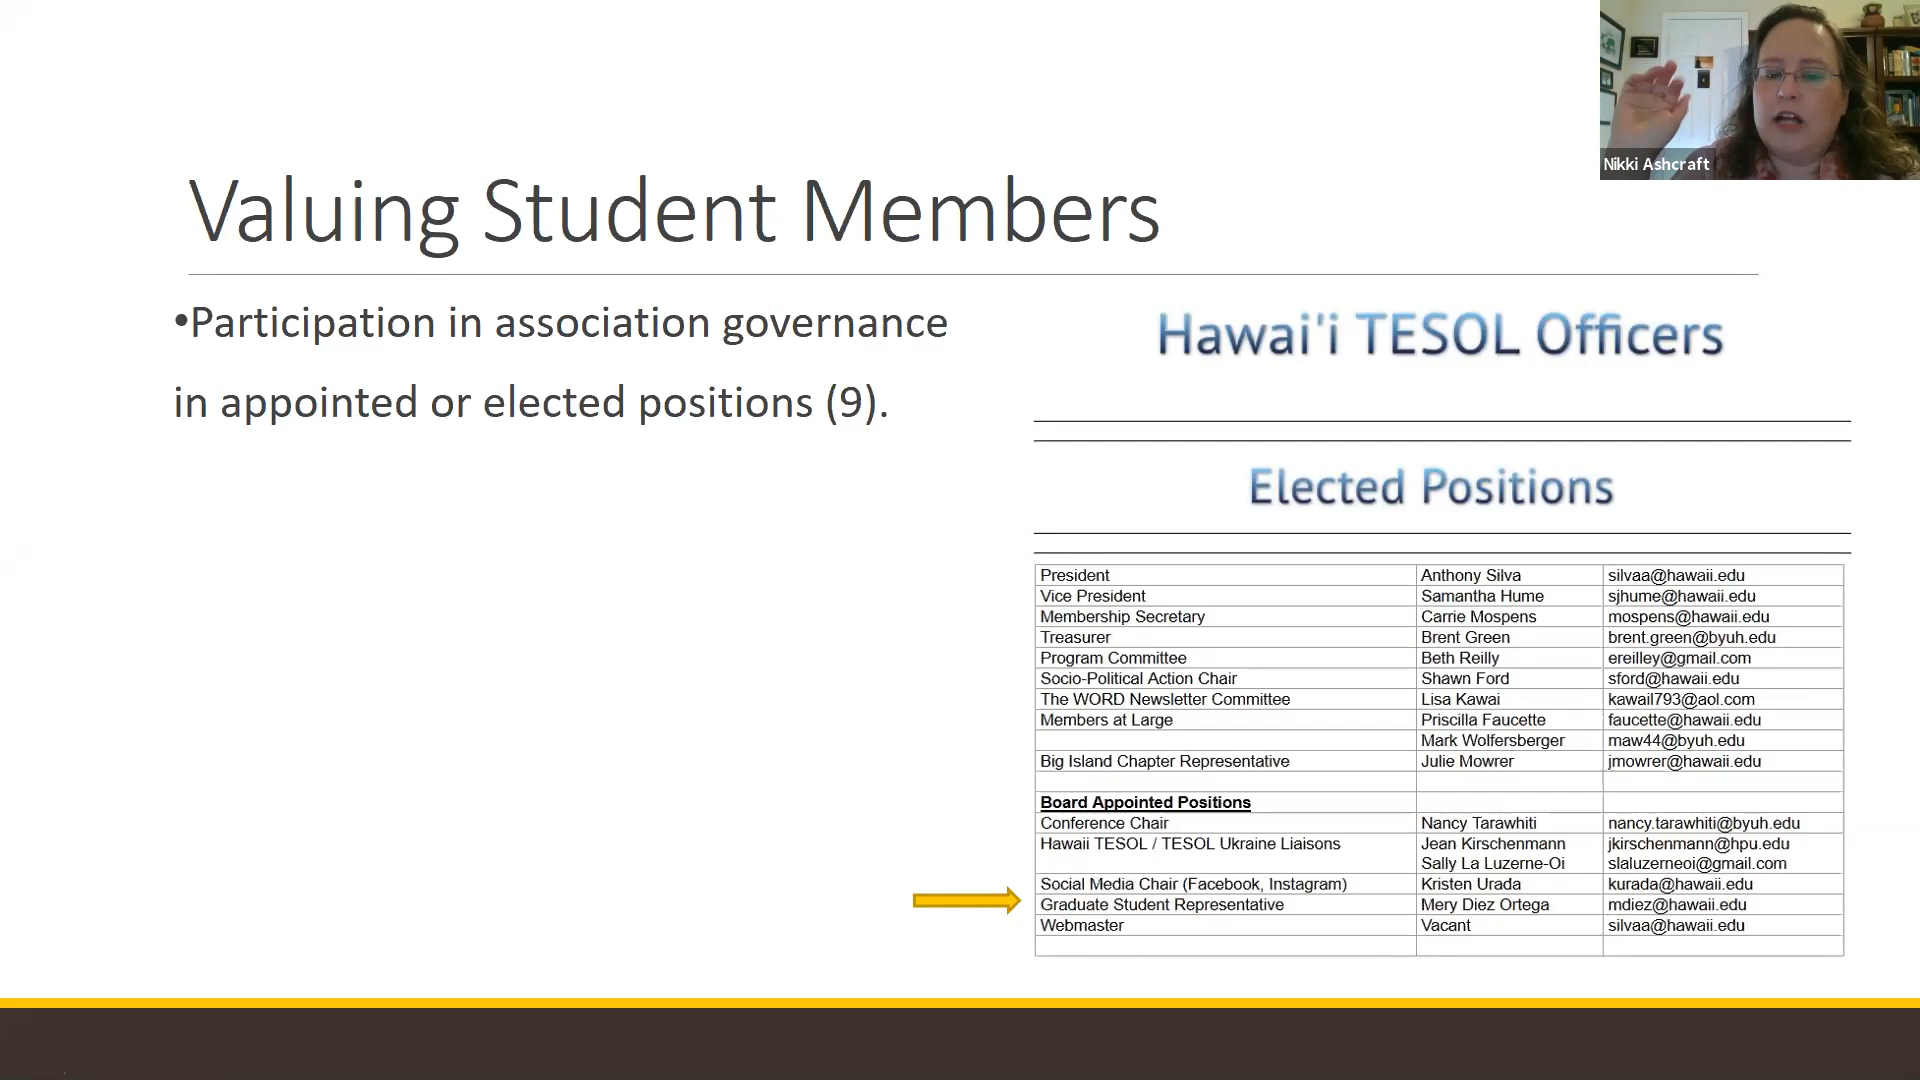 Nikki Ashcraft
Valuing Student Members
•Participation in association governance
in appointed or elected positions (9).
Hawai'i TESOL Officers
Elected Positions
President Anthony Silva silvaa@hawaii.edu
Vice President Samantha Hume sjhume@hawaii.edu
Membership Secretary Carrie Mospens mospens@hawaii.edu
Treasurer Brent Green brent.green@byuh.edu
Program Committee Beth Reilly ereilley@gmail.com
Socio-Political Action Chair Shawn Ford sford@hawaii.edu
The WORD Newsletter Committee Lisa Kawai kawail793@aol.com
Members at Large Priscilla Faucette faucette@hawaii.edu
Mark Wolfersberger maw44@byuh.edu
Big Island Chapter Representative Julie Mowrer jmowrer@hawaii.edu
Board Appointed Positions
Conference Chair Nancy Tarawhiti nancy.tarawhiti@byuh.edu
Hawaii TESOL / TESOL Ukraine Liaisons Jean Kirschenmann jkirschenmann@hpu.edu
Sally La Luzerne-Oi slaluzerneoi@gmail.com
Social Media Chair (Facebook, Instagram) Kristen Urada kurada@hawaii.edu
Graduate Student Representative Mery Diez Ortega mdiez@hawaii.edu
Webmaster Vacant silvaa@hawaii.edu